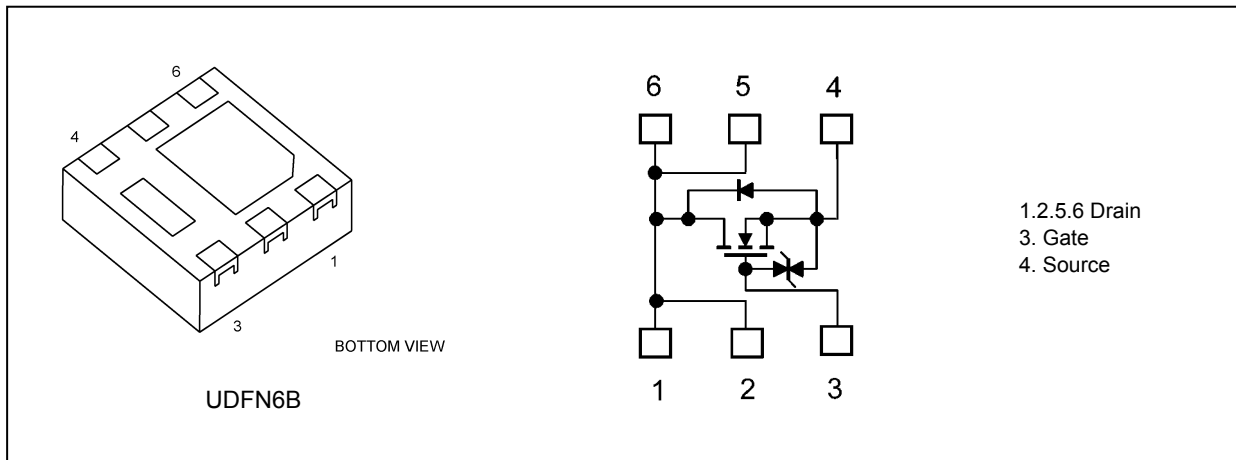 6
4
1
3
BOTTOM VIEW
UDFN6B
6 5 4
1 2 3
1.2.5.6 Drain
3. Gate
4. Source